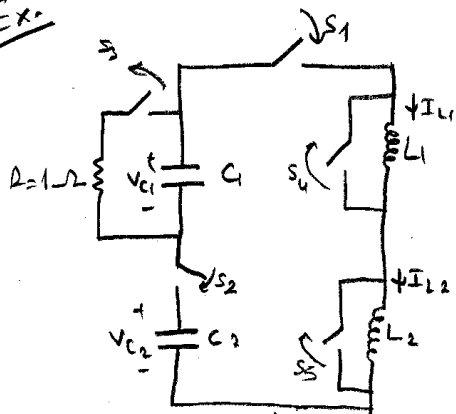 Ex.
S1
S3
IL1
L1
+
R=1Ω
VC1
C1
-
S4
S2
IL2
+
VC2
C2
-
L2
S5